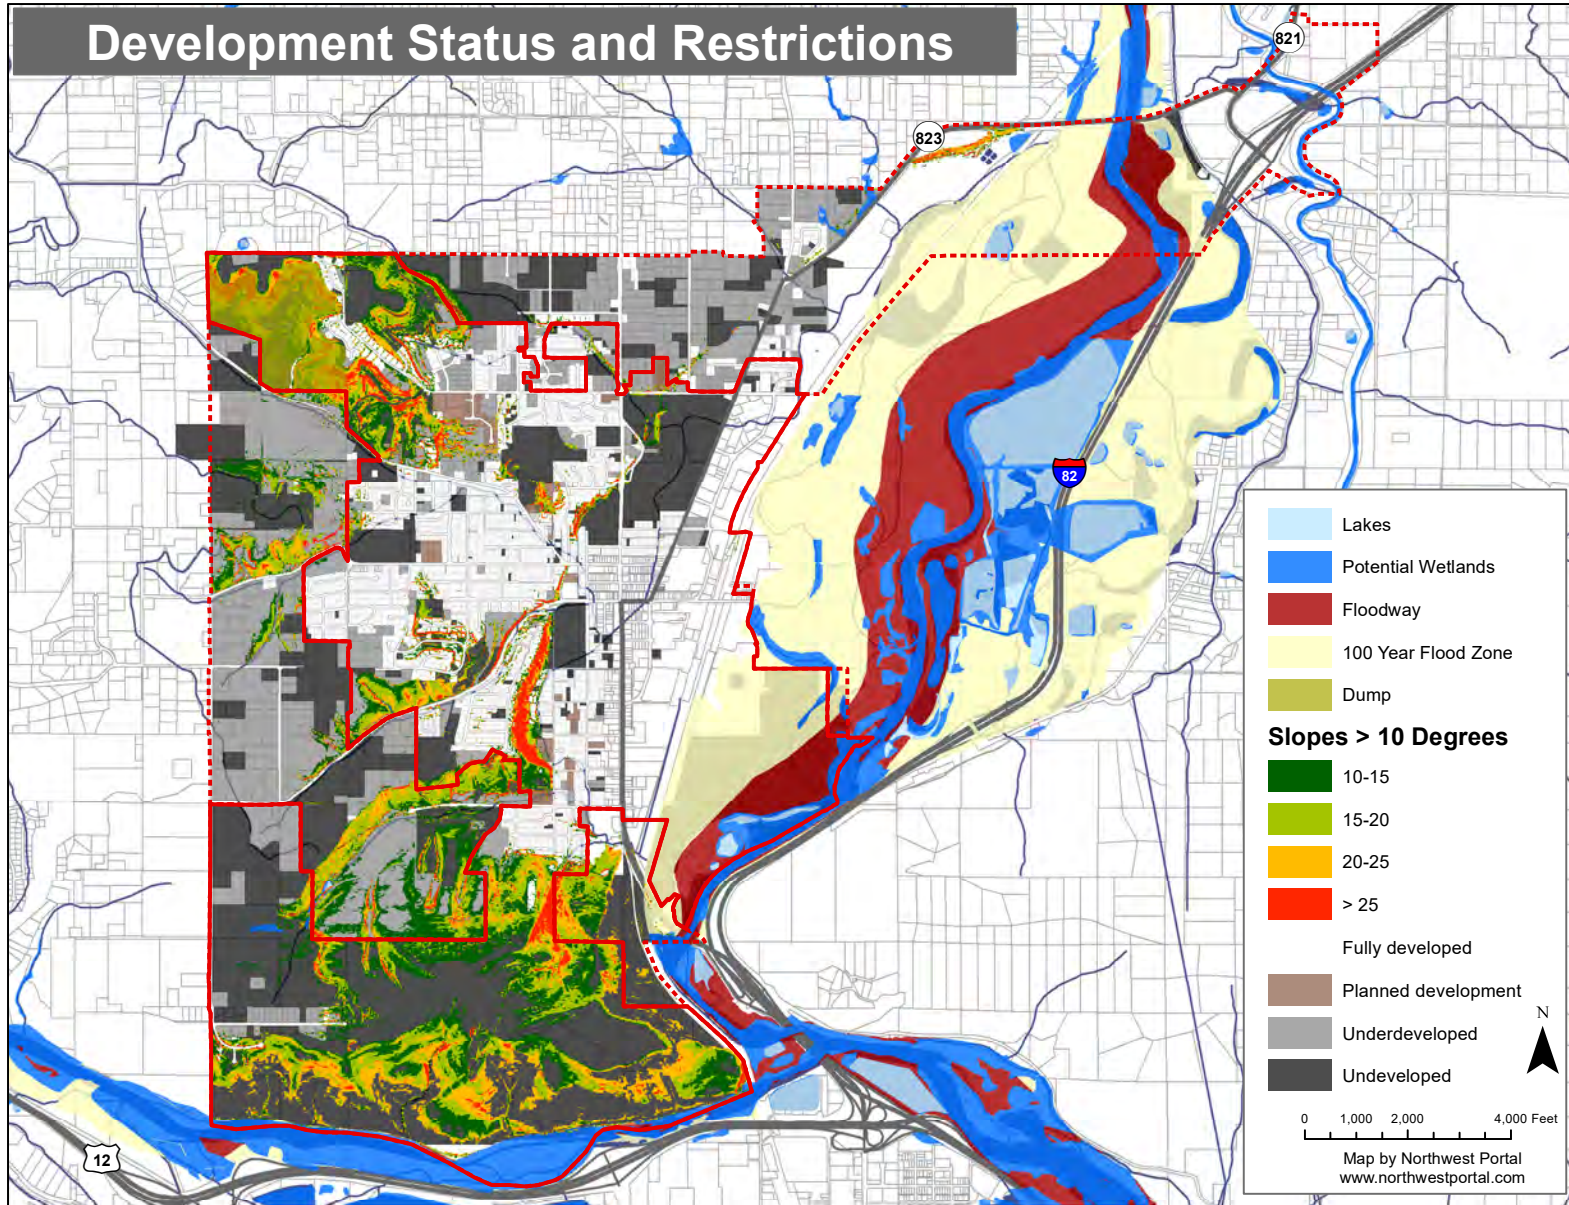 Development Status and Restrictions
821
823
82
12
Lakes
Potential Wetlands
Floodway
100 Year Flood Zone
Dump
Slopes > 10 Degrees
10-15
15-20
20-25
> 25
Fully developed
Planned development
Underdeveloped
Undeveloped
N
0 1,000 2,000 4,000 Feet
Map by Northwest Portal
www.northwestportal.com